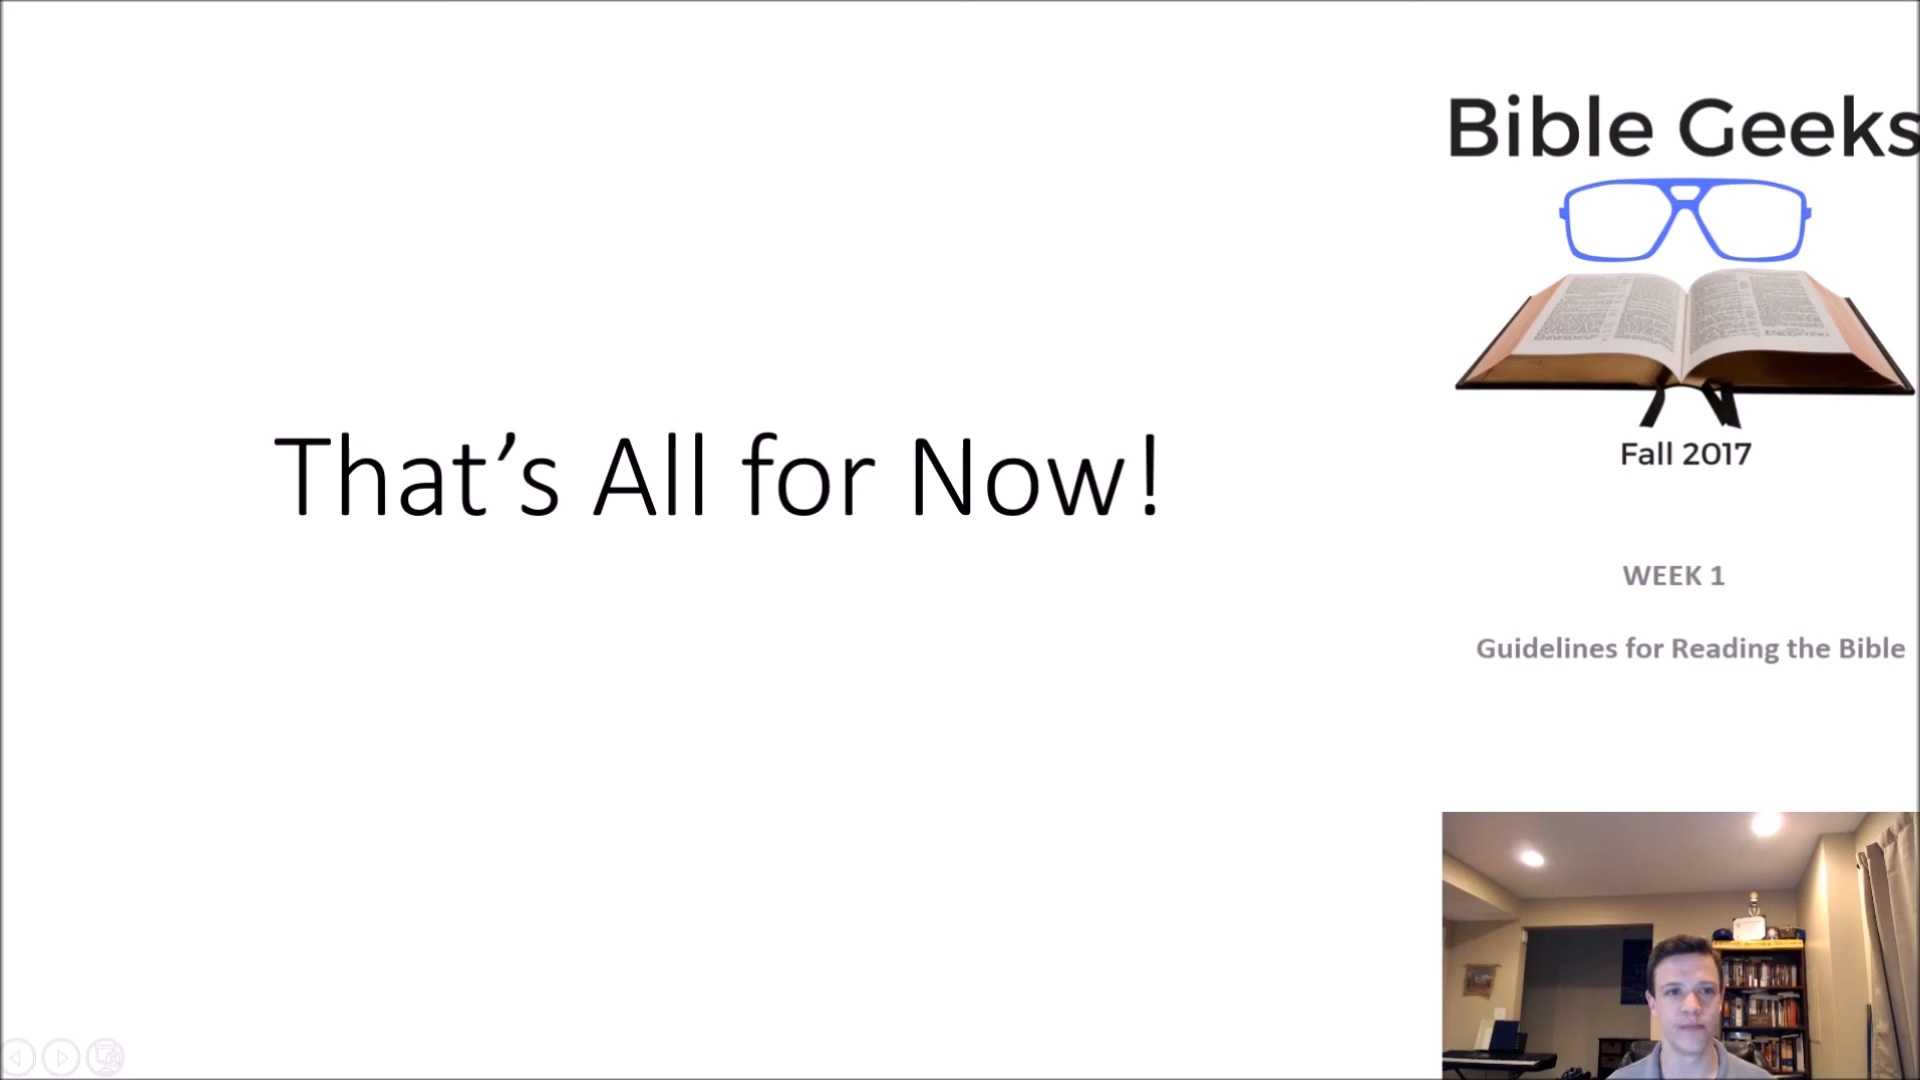 That’s All for Now!
Bible Geeks
Fall 2017
WEEK 1
Guidelines for Reading the Bible